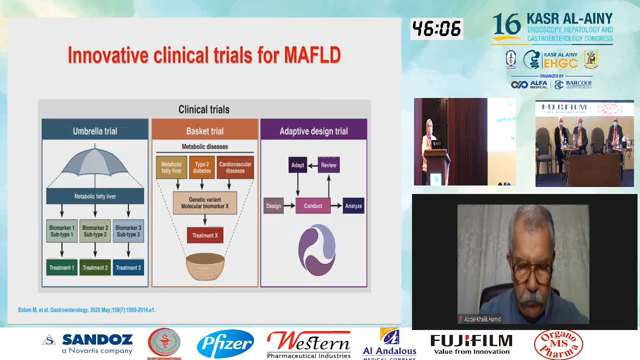 Innovative clinical trials for MAFLD
46:06
16 KASR AL-AINY
ENDOSCOPY, HEPATOLOGY AND
GASTROENTEROLOGY CONGRESS
EHGC
ORGANIZED BY
ALFA
MEDICAL
BARCODE
Clinical trials
Umbrella trial
Metabolic fatty liver
Biomarker 1
Sub-type 1
Biomarker 2
Sub-type 2
Biomarker 3
Sub-type 3
Treatment 1
Treatment 2
Treatment 3
Basket trial
Metabolic diseases
Metabolic
fatty liver
Type 2
diabetes
Cardiovascular
diseases
Genetic variant
Molecular biomarker X
Treatment X
Adaptive design trial
Adapt
Review
Design
Conduct
Analyze
FUJIFILM
Abdel-Khalik Hamid
Eslam M, et al. Gastroenterology. 2020 May;158(7):1999-2014.e1.
SANDOZ
a Novartis company
Pfizer
Western
Pharmaceutical Industries
Al Andalous
MEDICAL COMPANY
FUJIFILM
Value from Innovation
Organo
MS
Pharma